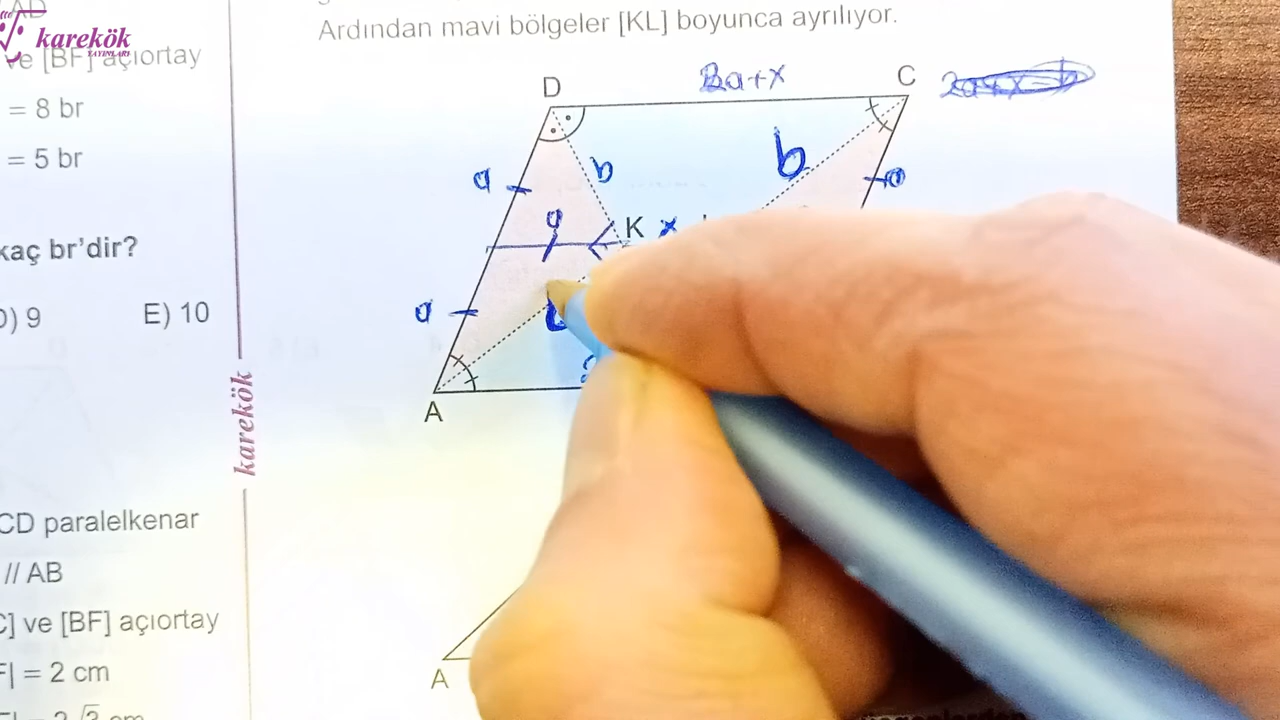 karekök
YAYINLARI
ve [BF] açıortay
= 8 br
= 5 br
kaç br'dir?
D) 9
E) 10
karekök
CD paralelkenar
// AB
C] ve [BF] açıortay
F| = 2 cm
Ardından mavi bölgeler [KL] boyunca ayrılıyor.
D
2a+x
C
a
b
b
a
a
K
x
a
A
A